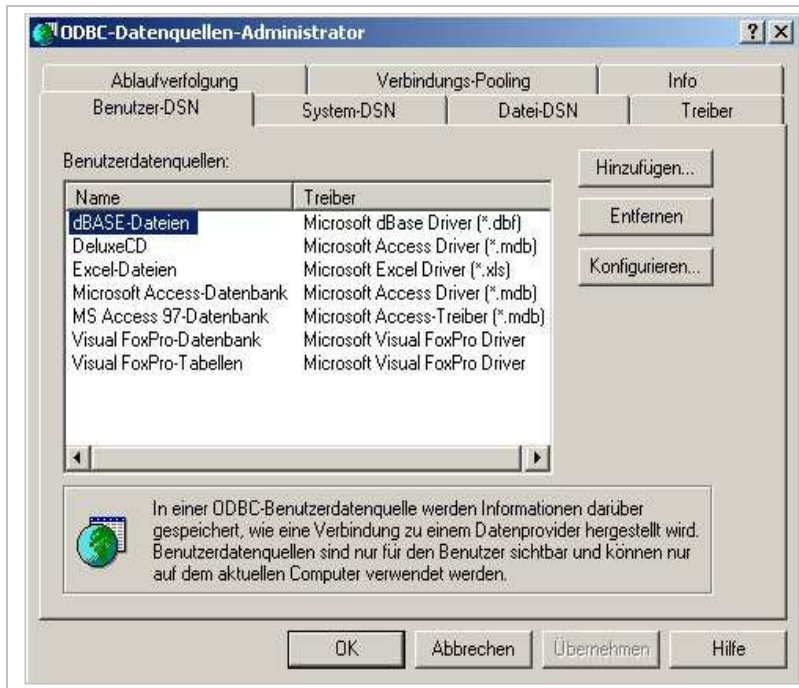 ODBC-Datenquellen-Administrator
Ablaufverfolgung Verbindungs-Pooling Info
Benutzer-DSN System-DSN Datei-DSN Treiber
Benutzerdatenquellen:
Hinzufügen...
Entfernen
Konfigurieren...
Name Treiber
dBASE-Dateien Microsoft dBase Driver (*.dbf)
DeluxeCD Microsoft Access Driver (*.mdb)
Excel-Dateien Microsoft Excel Driver (*.xls)
Microsoft Access-Datenbank Microsoft Access Driver (*.mdb)
MS Access 97-Datenbank Microsoft Access-Treiber (*.mdb)
Visual FoxPro-Datenbank Microsoft Visual FoxPro Driver
Visual FoxPro-Tabellen Microsoft Visual FoxPro Driver
In einer ODBC-Benutzerdatenquelle werden Informationen darüber
gespeichert, wie eine Verbindung zu einem Datenprovider hergestellt wird.
Benutzerdatenquellen sind nur für den Benutzer sichtbar und können nur
auf dem aktuellen Computer verwendet werden.
OK Abbrechen Übernehmen Hilfe